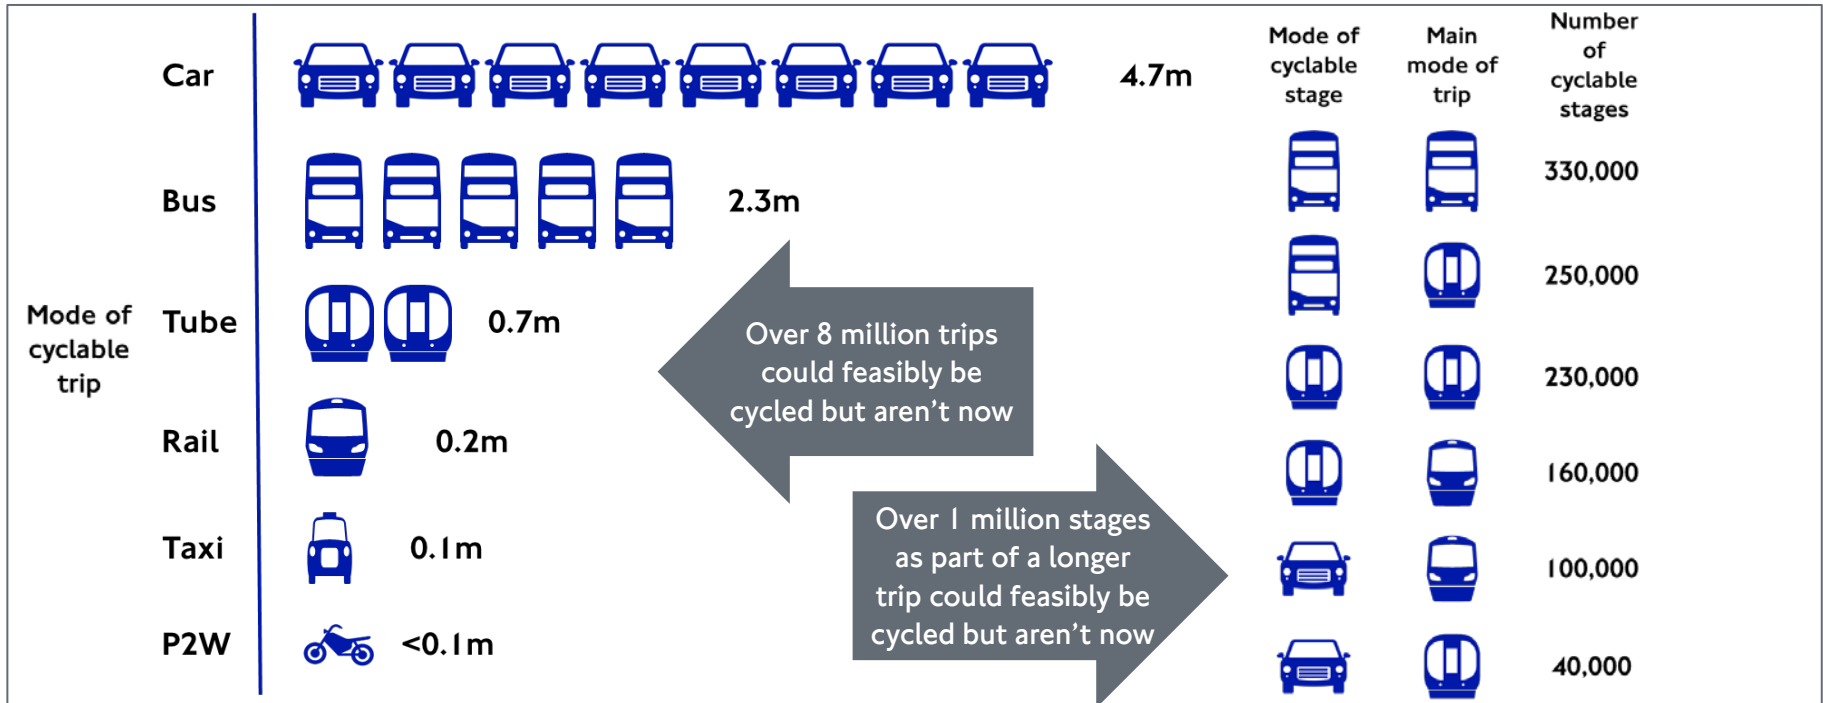 Mode of
cyclable
trip
Car
4.7m
Bus
2.3m
Tube
0.7m
Rail
0.2m
Taxi
0.1m
P2W
<0.1m
Over 8 million trips
could feasibly be
cycled but aren't now
Over 1 million stages
as part of a longer
trip could feasibly be
cycled but aren't now
Mode of
cyclable
stage
Main
mode of
trip
Number
of
cyclable
stages
330,000
250,000
230,000
160,000
100,000
40,000